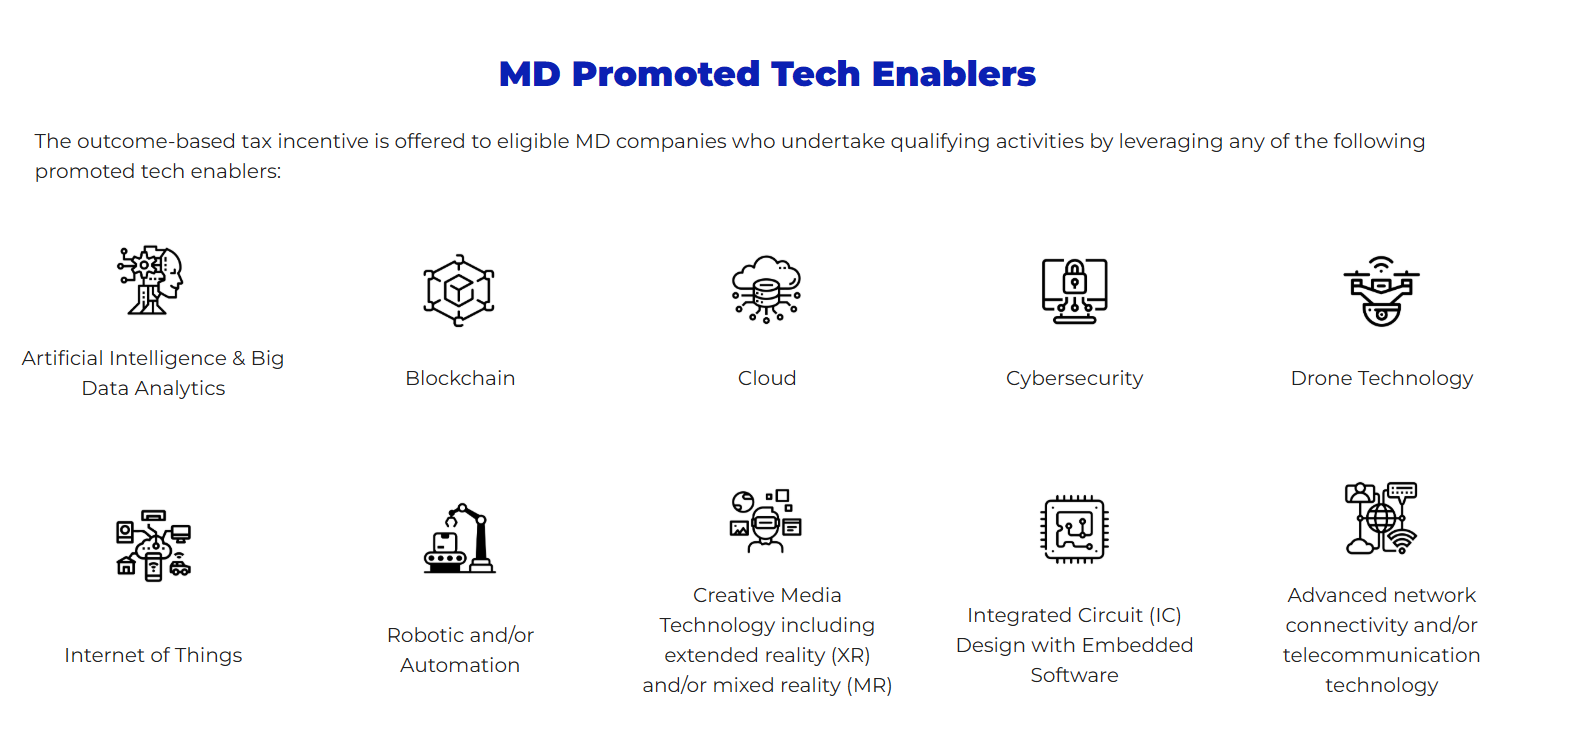 MD Promoted Tech Enablers
The outcome-based tax incentive is offered to eligible MD companies who undertake qualifying activities by leveraging any of the following
promoted tech enablers:
Artificial Intelligence & Big
Data Analytics
Blockchain
Cloud
Cybersecurity
Drone Technology
Internet of Things
Robotic and/or
Automation
Creative Media
Technology including
extended reality (XR)
and/or mixed reality (MR)
Integrated Circuit (IC)
Design with Embedded
Software
Advanced network
connectivity and/or
telecommunication
technology